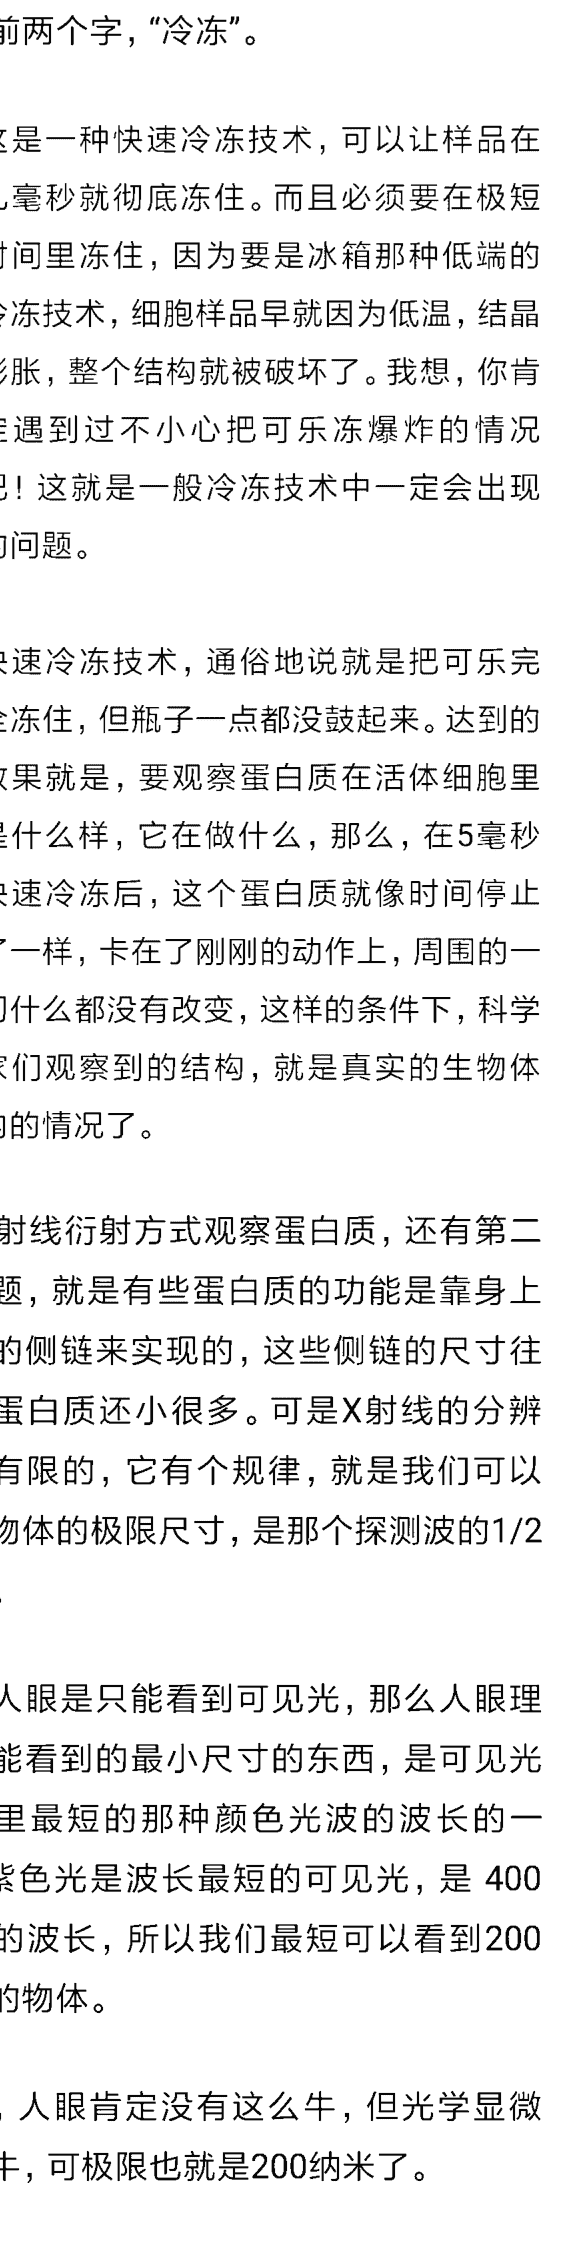 前两个字，“冷冻”。
这是一种快速冷冻技术，可以让样品在
几毫秒就彻底冻住。而且必须要在极短
时间里冻住，因为要是冰箱那种低端的
冷冻技术，细胞样品早就因为低温，结晶
膨胀，整个结构就被破坏了。我想，你肯
定遇到过不小心把可乐冻爆炸的情况
吧！这就是一般冷冻技术中一定会出现
的问题。
快速冷冻技术，通俗地说就是把可乐完
全冻住，但瓶子一点都没鼓起来。达到的
效果就是，要观察蛋白质在活体细胞里
是什么样，它在做什么，那么，在5毫秒
快速冷冻后，这个蛋白质就像时间停止
了一样，卡在了刚刚的动作上，周围的一
切什么都没有改变，这样的条件下，科学
家们观察到的结构，就是真实的生物体
内的情况了。
射线衍射方式观察蛋白质，还有第二
题，就是有些蛋白质的功能是靠身上
的侧链来实现的，这些侧链的尺寸往
蛋白质还小很多。可是X射线的分辨
有限的，它有个规律，就是我们可以
物体的极限尺寸，是那个探测波的1/2
。
人眼是只能看到可见光，那么人眼理
能看到的最小尺寸的东西，是可见光
里最短的那种颜色光波的波长的一
紫色光是波长最短的可见光，是 400
的波长，所以我们最短可以看到200
的物体。
，人眼肯定没有这么牛，但光学显微
牛，可极限也就是200纳米了。